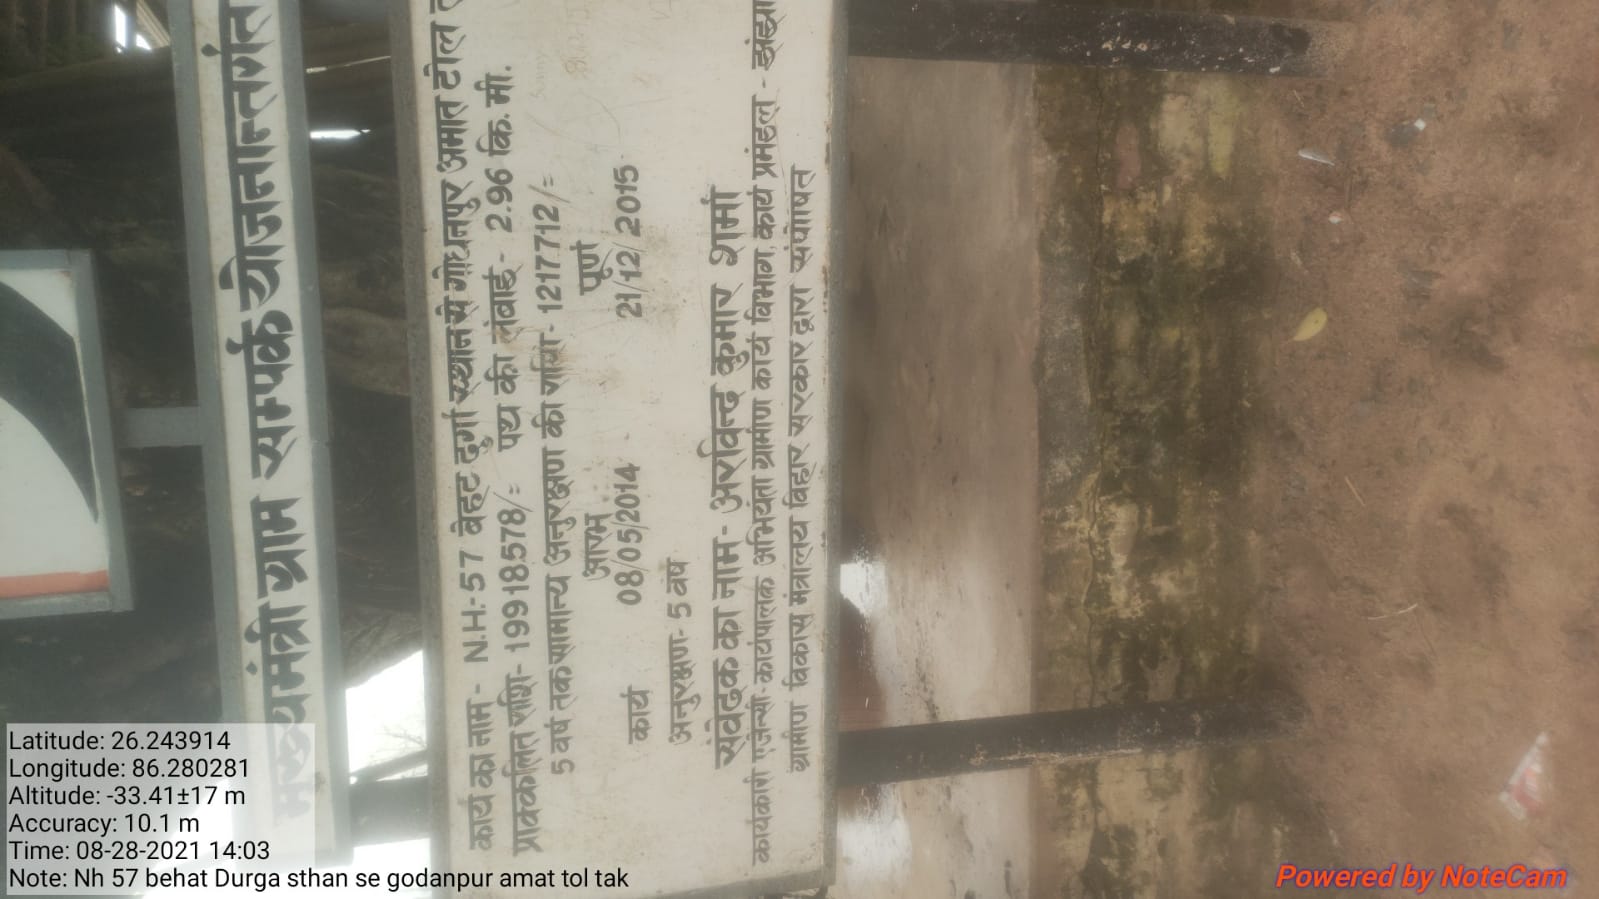 मुख्यमंत्री ग्राम सम्पर्क योजनान्तर्गत
कार्य का नाम - N.H.-57 बेहट दुर्गा स्थान से गोधनपुर अमात टोल
प्राक्कलित राशि - 19918578/= पथ की लंबाई - 2.96 कि.मी.
5 वर्ष तक सामान्य अनुरक्षण की राशि - 1217712/=
आरंभ पूर्ण
कार्य 08/05/2014 21/12/2015
अनुरक्षण - 5 वर्ष
संवेदक का नाम - अरविन्द कुमार शर्मा
कार्यकारी एजेन्सी - कार्यपालक अभियंता ग्रामीण कार्य विभाग, कार्य प्रमंडल -
ग्रामीण विकास मंत्रालय बिहार सरकार द्वारा संपोषित
Latitude: 26.243914
Longitude: 86.280281
Altitude: -33.41±17 m
Accuracy: 10.1 m
Time: 08-28-2021 14:03
Note: Nh 57 behat Durga sthan se godanpur amat tol tak
Powered by NoteCam